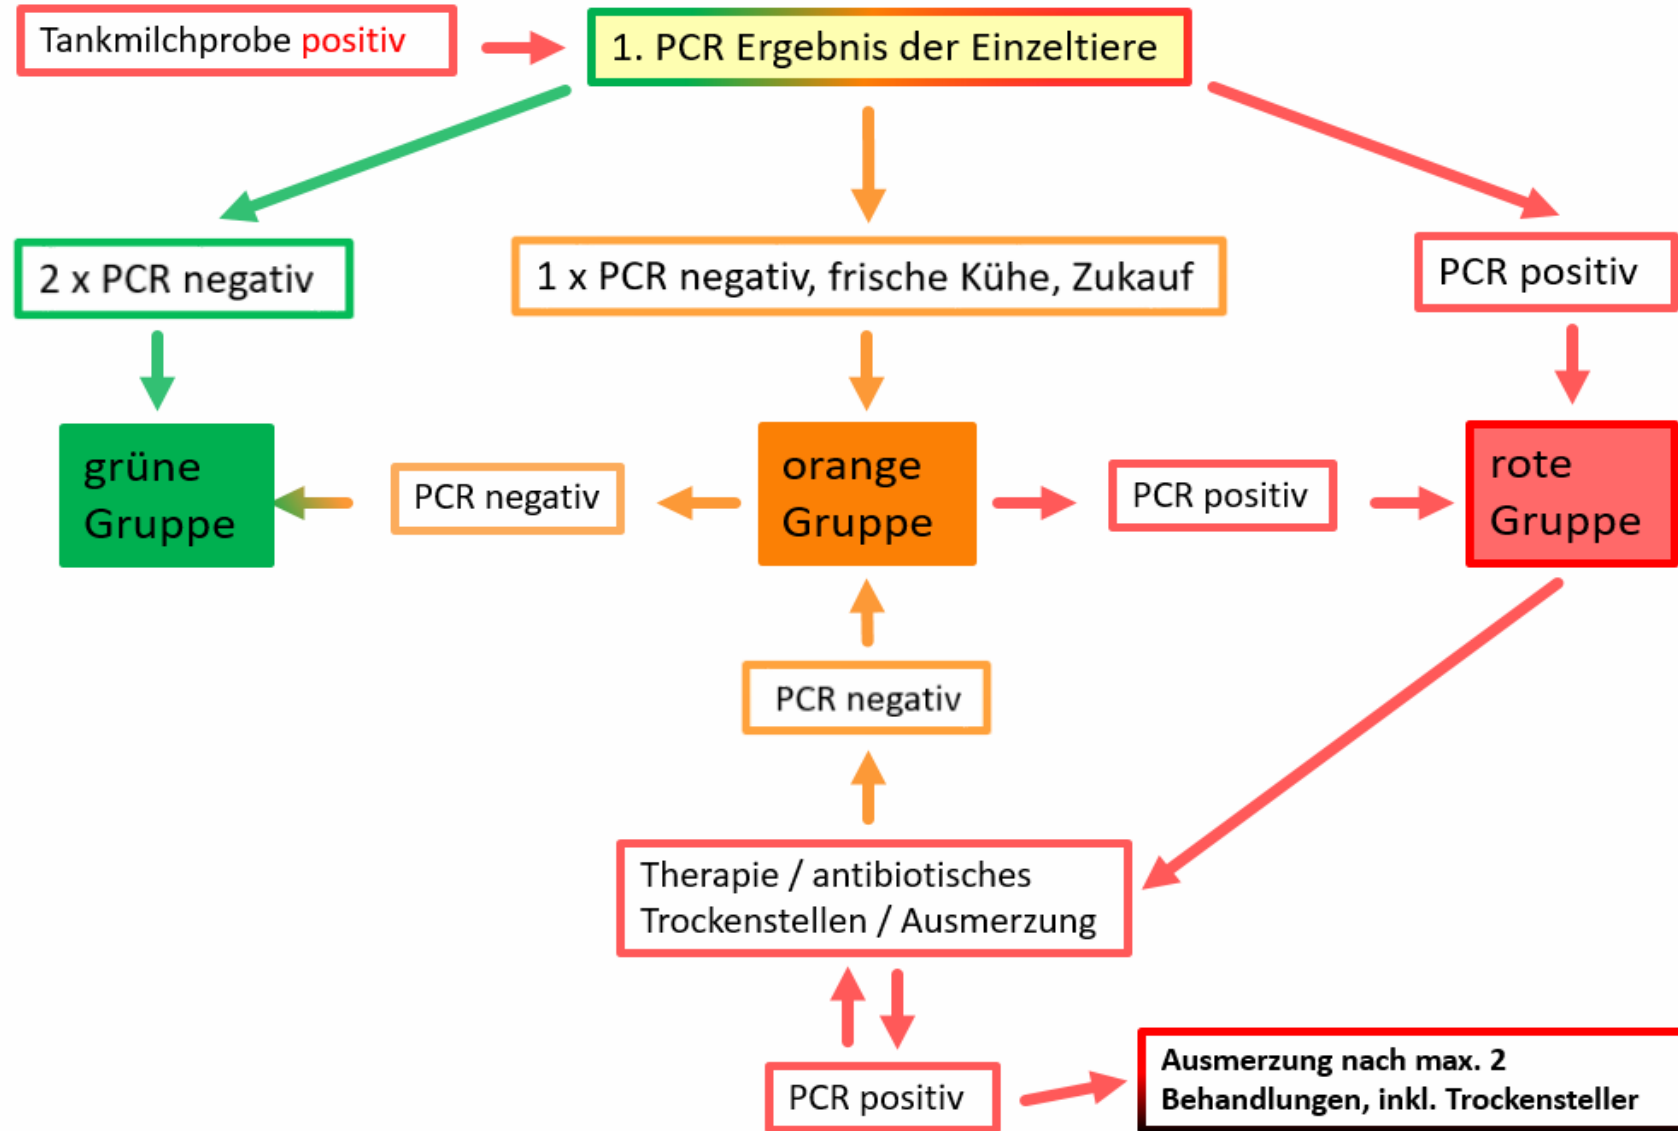 Tankmilchprobe positiv
1. PCR Ergebnis der Einzeltiere
2 x PCR negativ
1 x PCR negativ, frische Kühe, Zukauf
PCR positiv
grüne
Gruppe
PCR negativ
orange
Gruppe
PCR positiv
rote
Gruppe
PCR negativ
Therapie / antibiotisches
Trockenstellen / Ausmerzung
PCR positiv
Ausmerzung nach max. 2
Behandlungen, inkl. Trockensteller